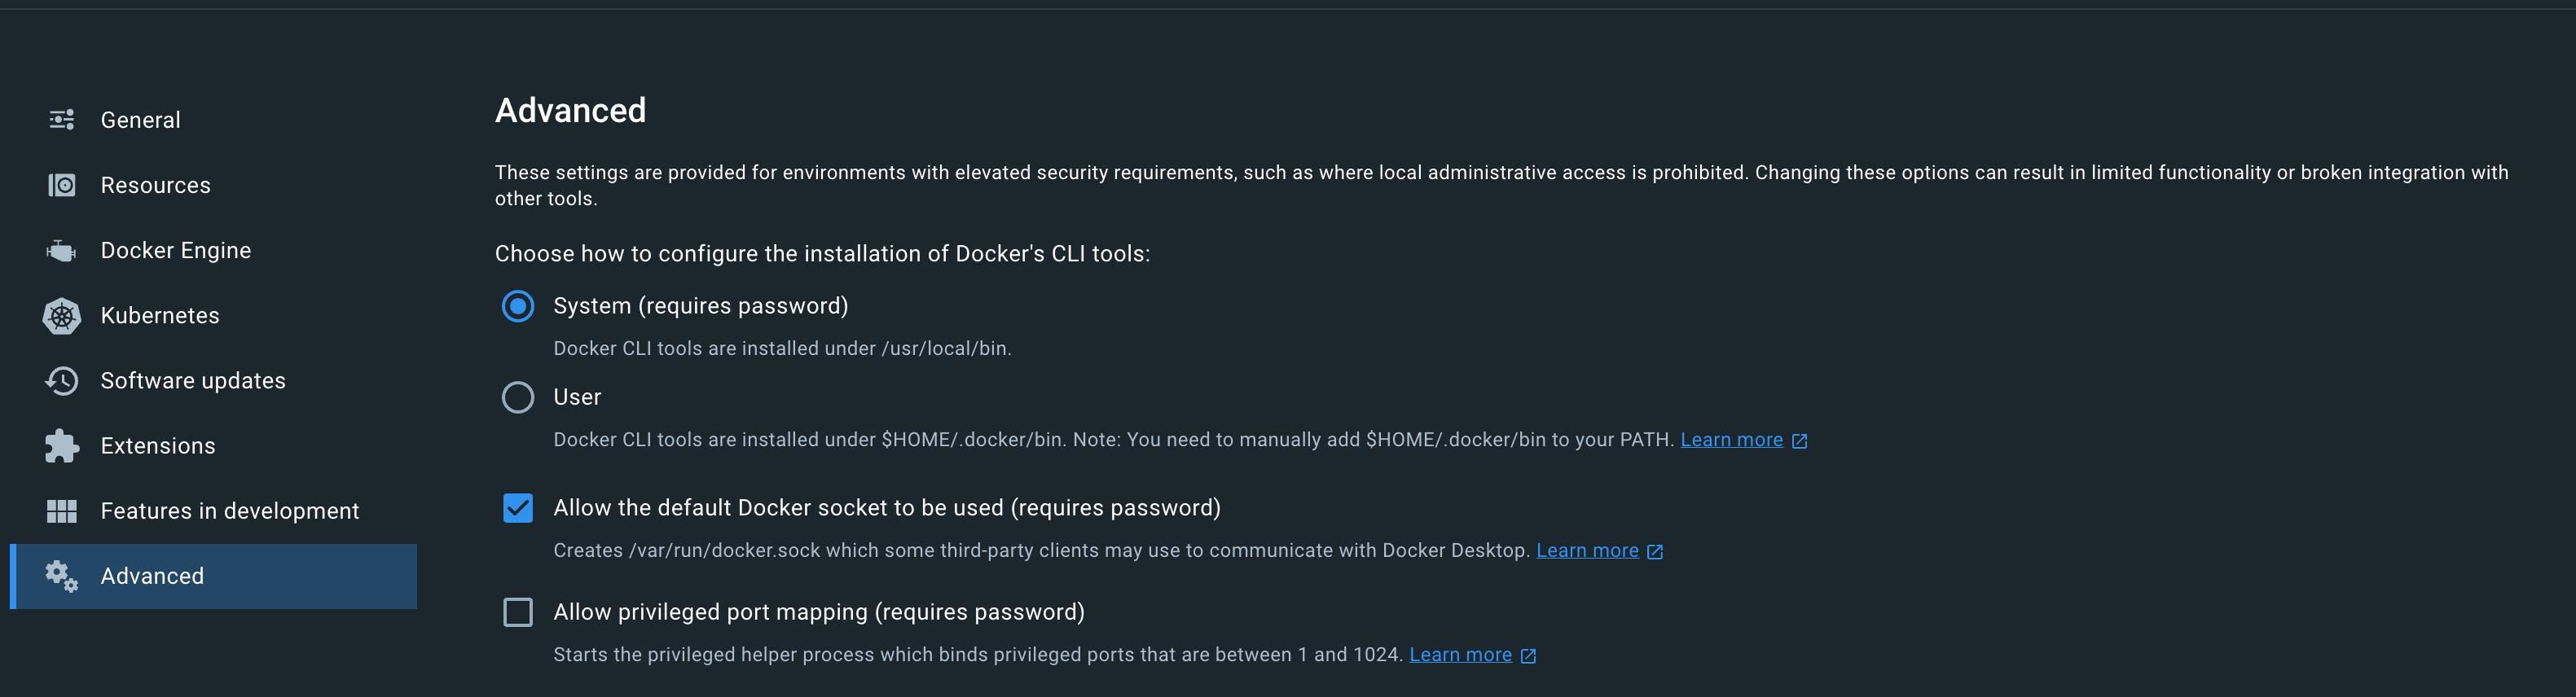 General
Resources
Docker Engine
Kubernetes
Software updates
Extensions
Features in development
Advanced
Advanced
These settings are provided for environments with elevated security requirements, such as where local administrative access is prohibited. Changing these options can result in limited functionality or broken integration with
other tools.
Choose how to configure the installation of Docker's CLI tools:
System (requires password)
Docker CLI tools are installed under /usr/local/bin.
User
Docker CLI tools are installed under $HOME/.docker/bin. Note: You need to manually add $HOME/.docker/bin to your PATH. Learn more
Allow the default Docker socket to be used (requires password)
Creates /var/run/docker.sock which some third-party clients may use to communicate with Docker Desktop. Learn more
Allow privileged port mapping (requires password)
Starts the privileged helper process which binds privileged ports that are between 1 and 1024. Learn more